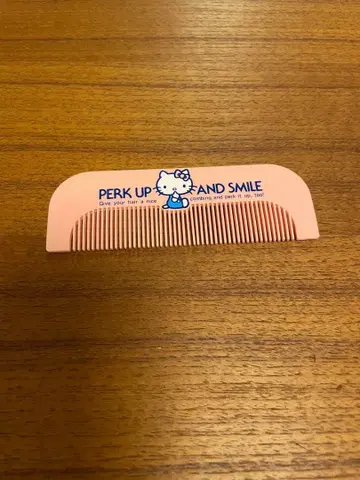 PERK UP AND SMILE
Give your hair a nice combing and perk it up, too!